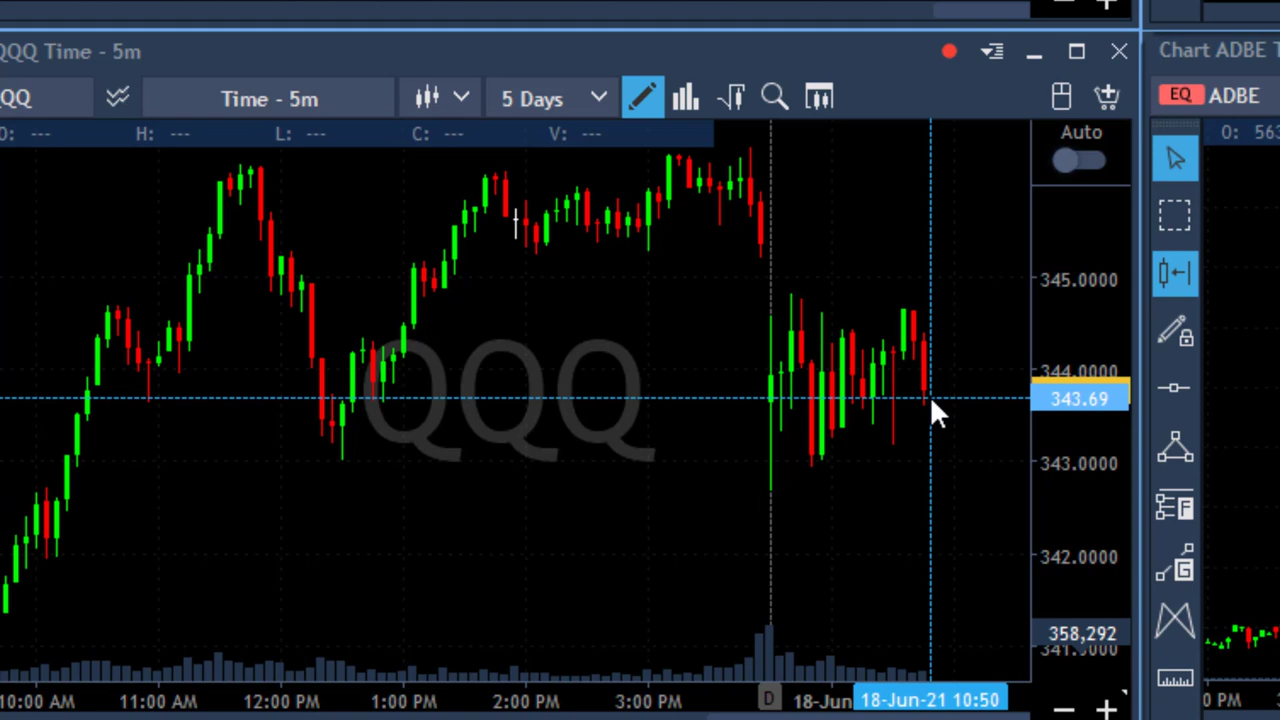 QQQ Time - 5m
Chart ADBE T
QQ
Time - 5m
5 Days
EQ ADBE
O: --- H: --- L: --- C: --- V: ---
Auto
O: 563
345.0000
QQQ
344.0000
343.69
343.0000
F
342.0000
G
358,292
10:00 AM 11:00 AM 12:00 PM 1:00 PM 2:00 PM 3:00 PM D 18-Jun 18-Jun-21 10:50
PM